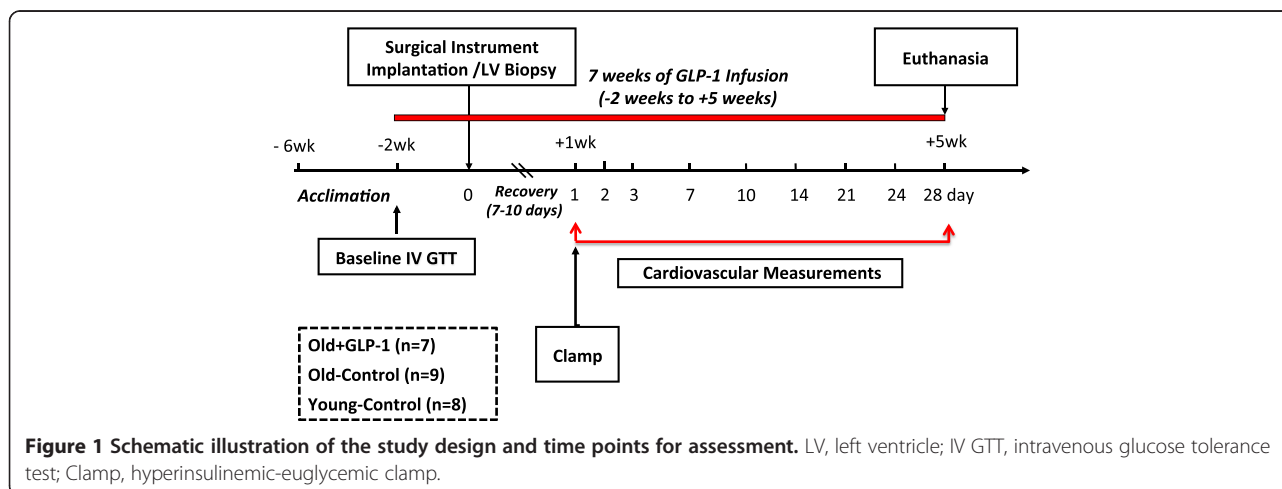 Surgical Instrument
Implantation /LV Biopsy
7 weeks of GLP-1 Infusion
(-2 weeks to +5 weeks)
Euthanasia
- 6wk
-2wk
+1wk
+5wk
Acclimation
0
Recovery
(7-10 days)
1 2 3 7 10 14 21 24 28 day
Baseline IV GTT
Cardiovascular Measurements
Clamp
Old+GLP-1 (n=7)
Old-Control (n=9)
Young-Control (n=8)
Figure 1 Schematic illustration of the study design and time points for assessment. LV, left ventricle; IV GTT, intravenous glucose tolerance
test; Clamp, hyperinsulinemic-euglycemic clamp.